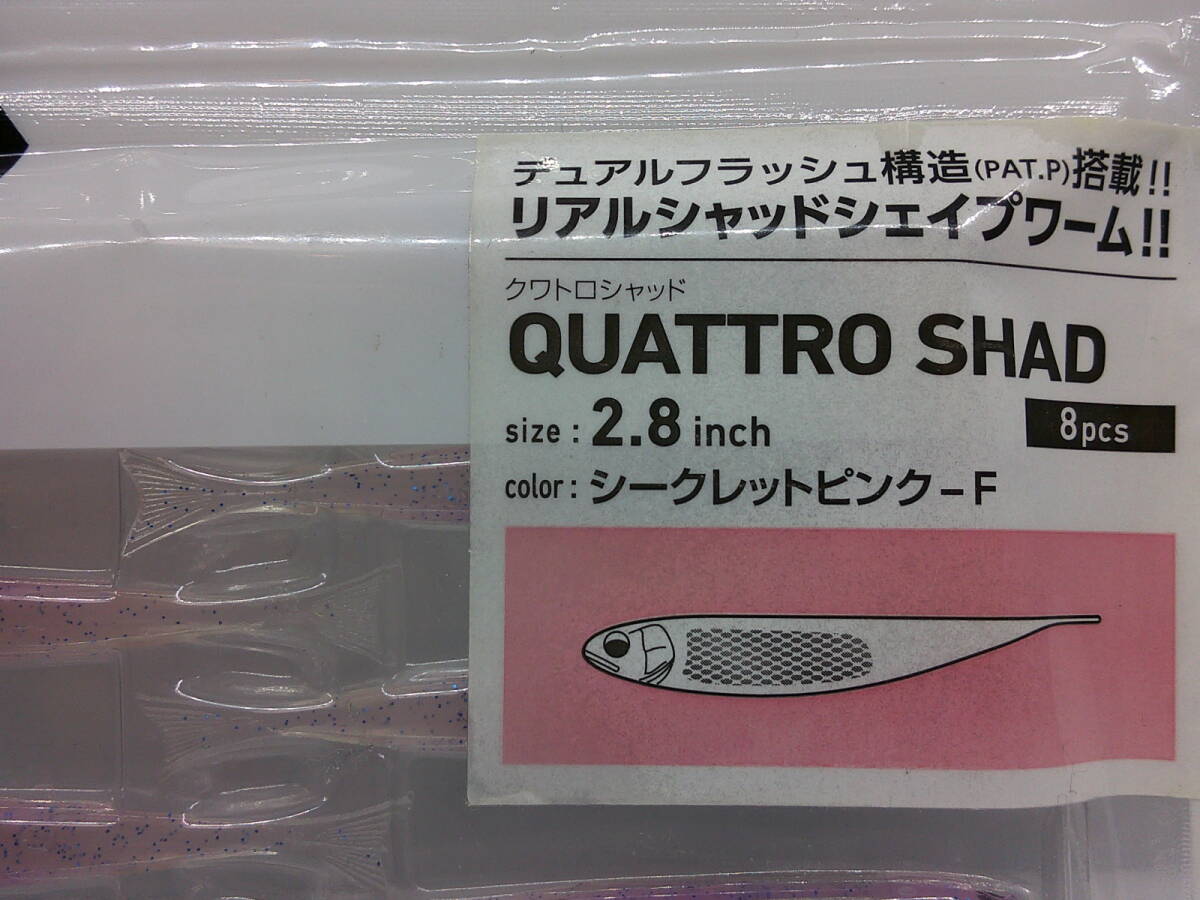 デュアルフラッシュ構造(PAT.P)搭載!!
リアルシャッドシェイプワーム!!
クワトロシャッド
QUATTRO SHAD
size : 2.8 inch
8pcs
color : シークレットピンク-F